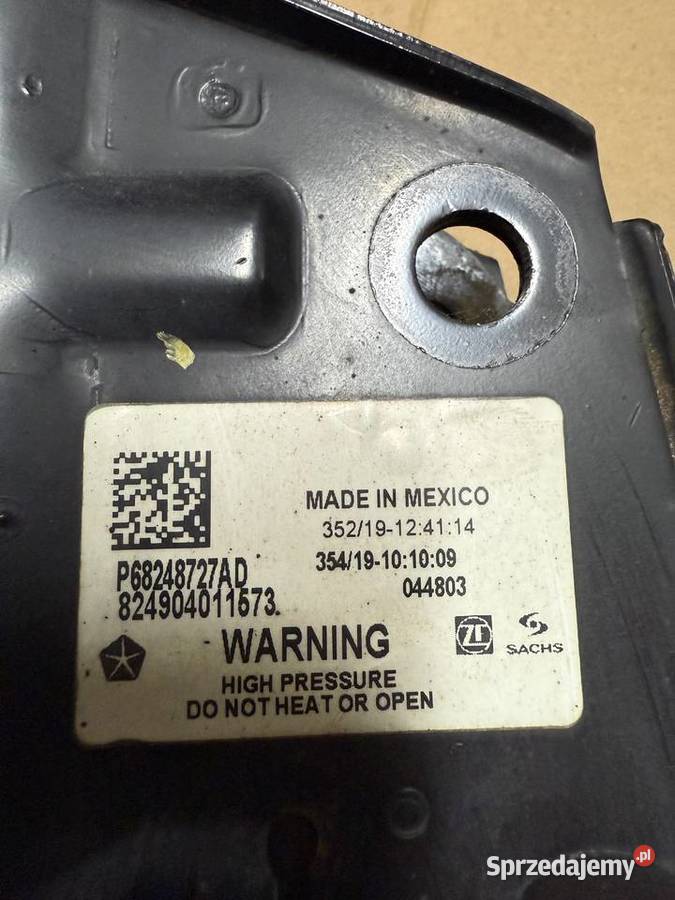 MADE IN MEXICO
352/19-12:41:14
354/19-10:10:09
044803
P68248727AD
824904011573.
ZF
SACHS
WARNING
HIGH PRESSURE
DO NOT HEAT OR OPEN
Sprzedajemy.pl